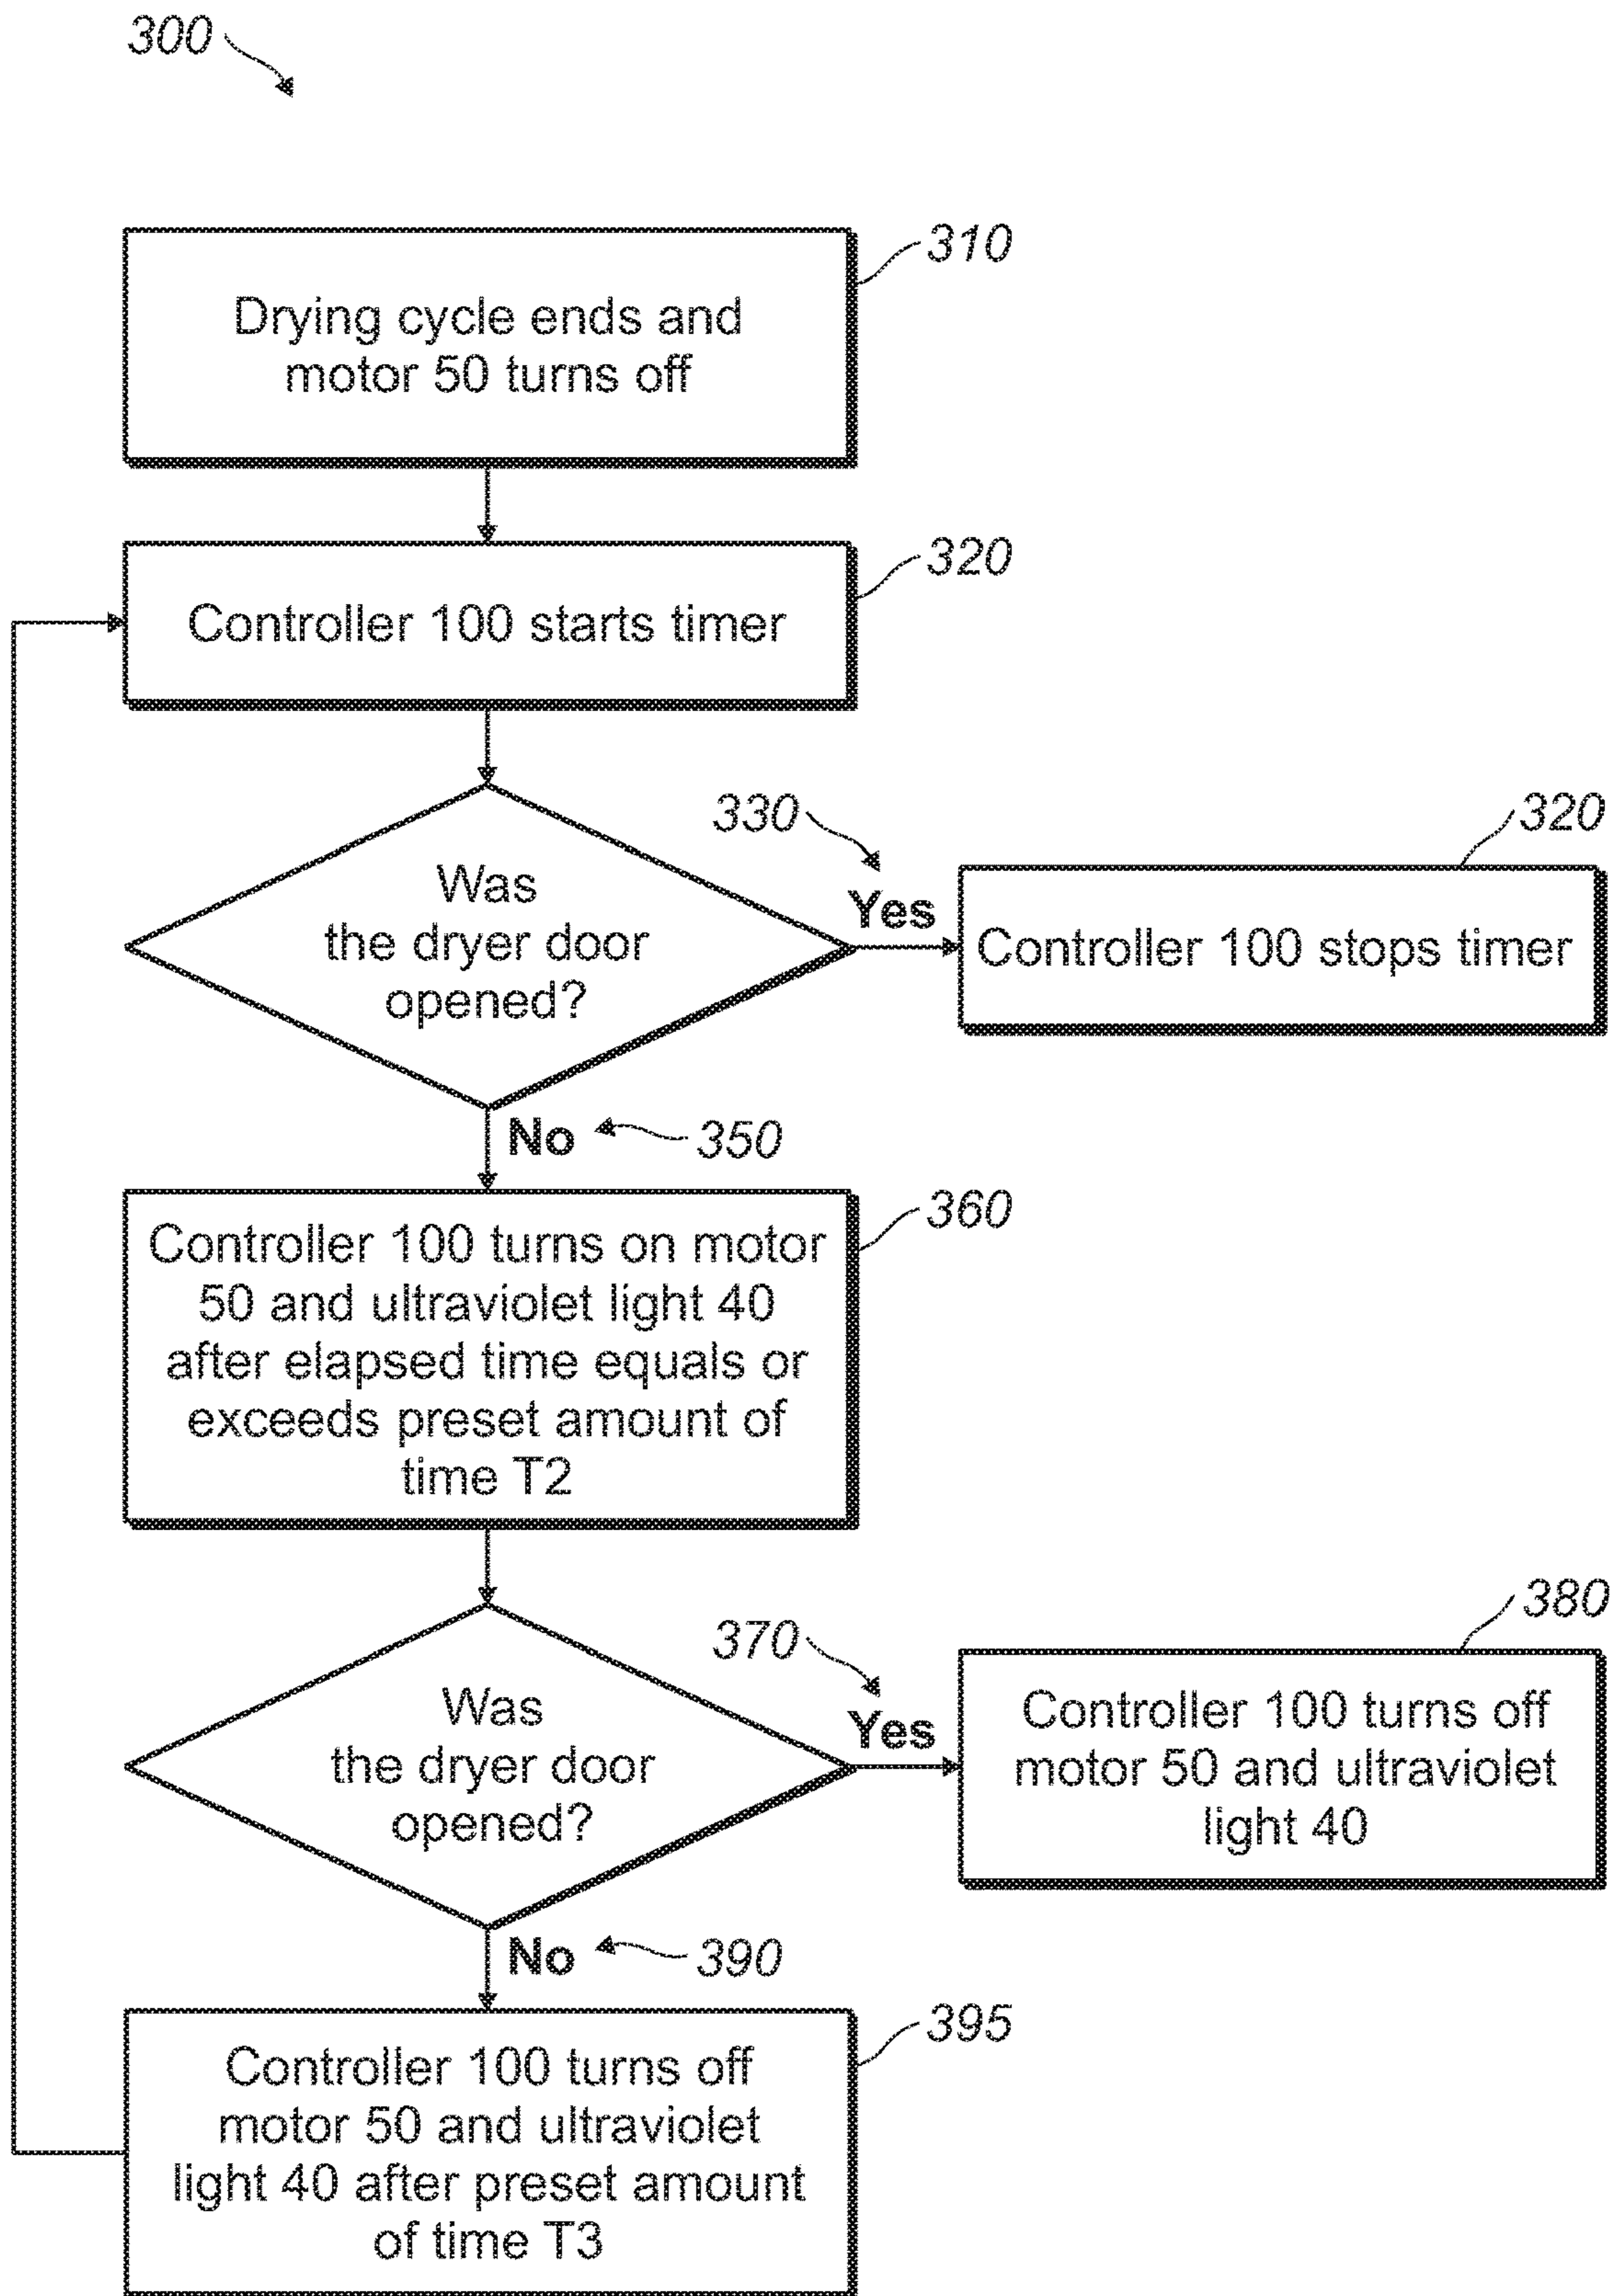 300
310
Drying cycle ends and
motor 50 turns off
320
Controller 100 starts timer
330
320
Was
the dryer door
opened?
Yes
Controller 100 stops timer
No
350
360
Controller 100 turns on motor
50 and ultraviolet light 40
after elapsed time equals or
exceeds preset amount of
time T2
370
380
Was
the dryer door
opened?
Yes
Controller 100 turns off
motor 50 and ultraviolet
light 40
No
390
395
Controller 100 turns off
motor 50 and ultraviolet
light 40 after preset amount
of time T3